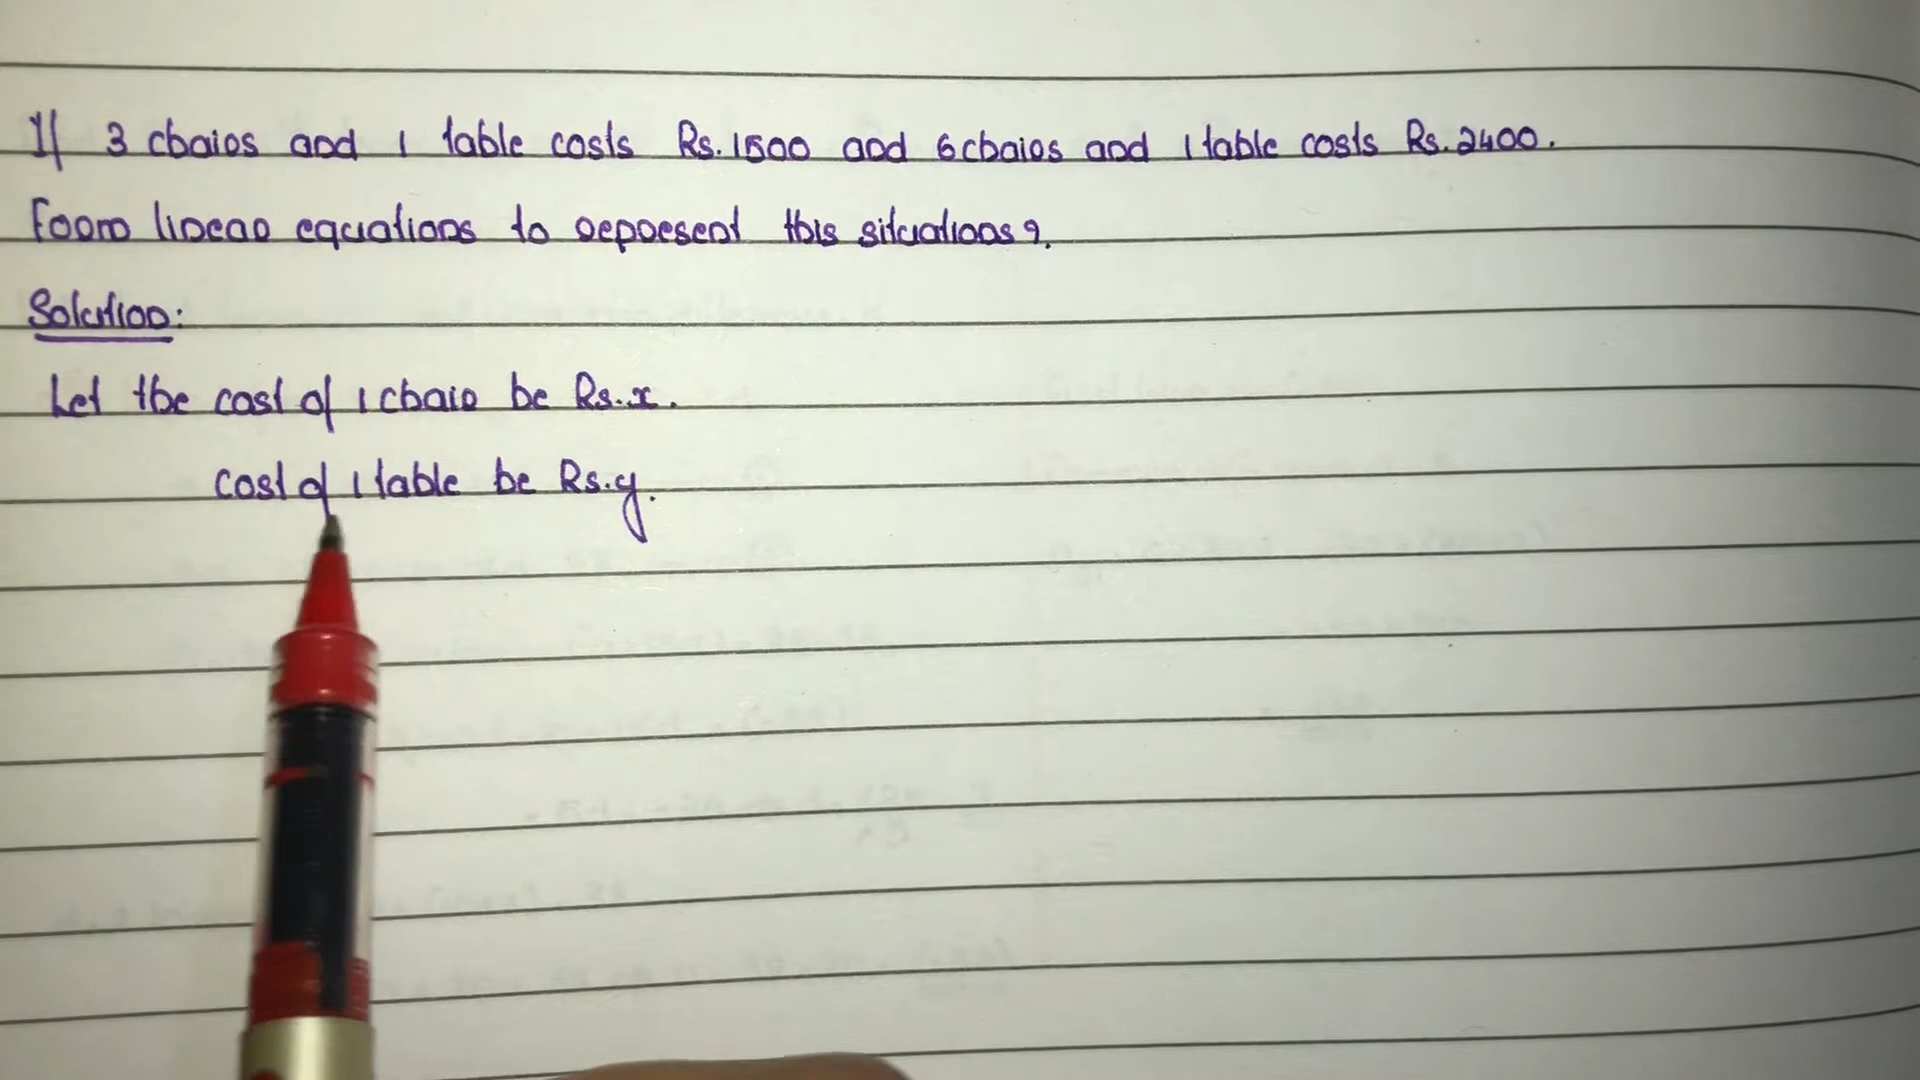 If 3 chairs and 1 table costs Rs.1500 and 6 chairs and 1 table costs Rs.2400.
Form linear equations to represent this situations?.
Solution:
Let the cost of 1 chair be Rs.x.
cost of 1 table be Rs.y.